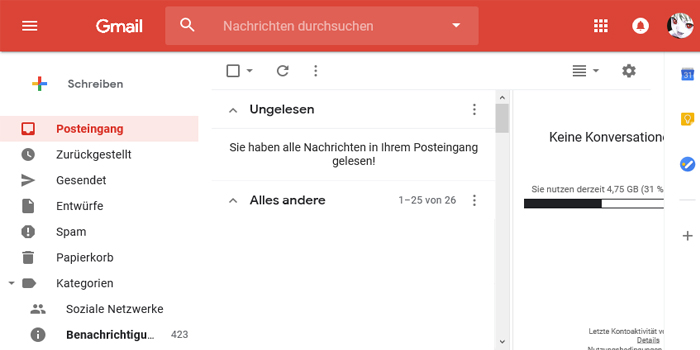 Gmail
Nachrichten durchsuchen
Schreiben
Posteingang
Zurückgestellt
Gesendet
Entwürfe
Spam
Papierkorb
Kategorien
Soziale Netzwerke
Benachrichtigu... 423
Ungelesen
Sie haben alle Nachrichten in Ihrem Posteingang
gelesen!
Alles andere 1–25 von 26
Keine
Sie nutzen derzeit 4,75 GB (31 %
Letzte Kontoaktivität
Details
31